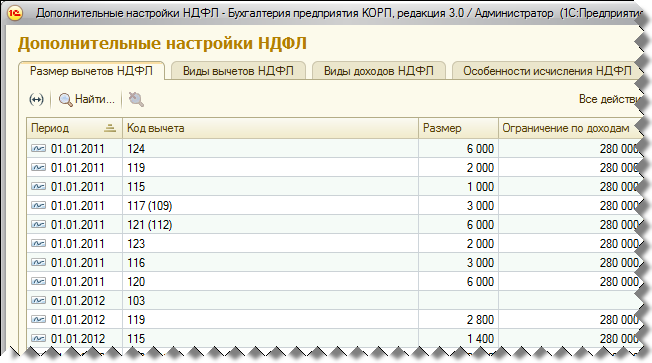 Дополнительные настройки НДФЛ - Бухгалтерия предприятия КОРП, редакция 3.0 / Администратор (1С:Предприятие
Дополнительные настройки НДФЛ
Размер вычетов НДФЛ Виды вычетов НДФЛ Виды доходов НДФЛ Особенности исчисления НДФЛ
Найти... Все действи
Период Код вычета Размер Ограничение по доходам
01.01.2011 124 6 000 280 000
01.01.2011 119 2 000 280 000
01.01.2011 115 1 000 280 000
01.01.2011 117 (109) 3 000 280 000
01.01.2011 121 (112) 6 000 280 000
01.01.2011 123 2 000 280 000
01.01.2011 116 3 000 280 000
01.01.2011 120 6 000 280 000
01.01.2012 103
01.01.2012 119 2 800 280 000
01.01.2012 115 1 400 280 000